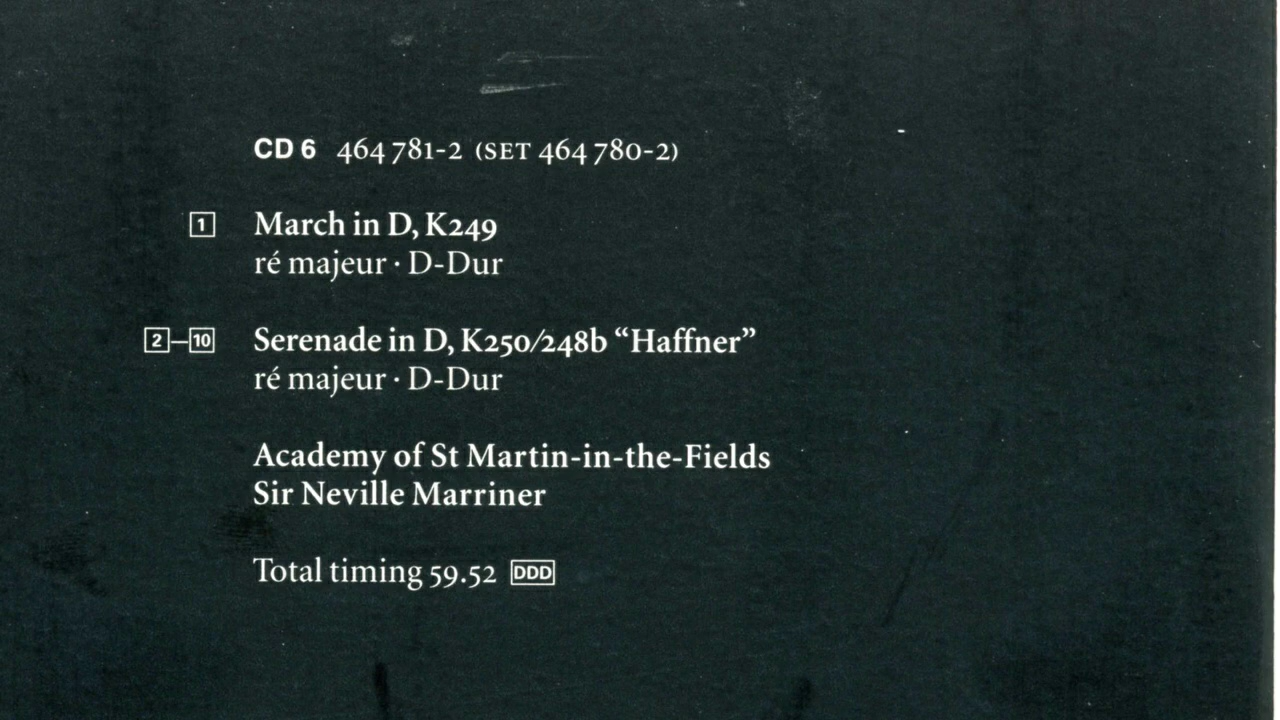 CD 6 464 781-2 (SET 464 780-2)
1 March in D, K249
ré majeur · D-Dur
2–10 Serenade in D, K250/248b “Haffner”
ré majeur · D-Dur
Academy of St Martin-in-the-Fields
Sir Neville Marriner
Total timing 59.52 DDD